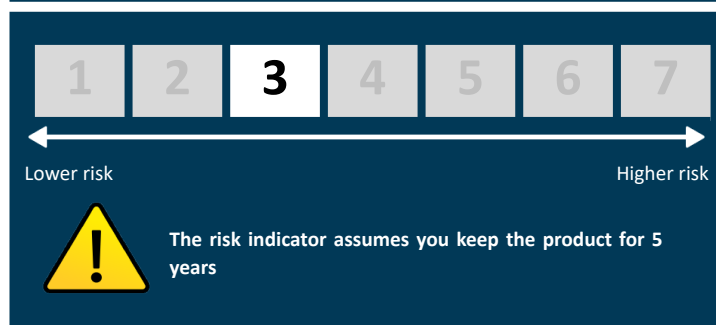 1 2 3 4 5 6 7
Lower risk Higher risk
The risk indicator assumes you keep the product for 5
years